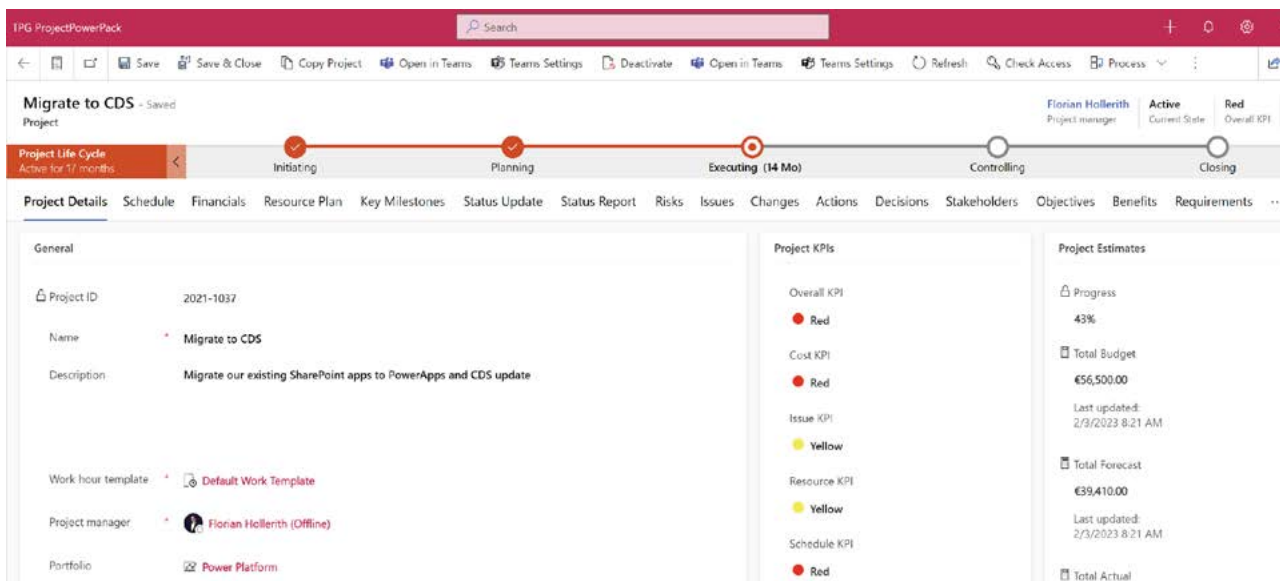 TPG ProjectPowerPack
Search
Save
Save & Close
Copy Project
Open in Teams
Teams Settings
Deactivate
Open in Teams
Teams Settings
Refresh
Check Access
Process
Migrate to CDS - Saved
Project
Florian Hollerith
Project manager
Active
Current State
Red
Overall KPI
Project Life Cycle
Active for 17 months
Initiating
Planning
Executing (14 Mo)
Controlling
Closing
Project Details
Schedule
Financials
Resource Plan
Key Milestones
Status Update
Status Report
Risks
Issues
Changes
Actions
Decisions
Stakeholders
Objectives
Benefits
Requirements
General
Project ID
2021-1037
Name *
Migrate to CDS
Description
Migrate our existing SharePoint apps to PowerApps and CDS update
Work hour template *
Default Work Template
Project manager *
Florian Hollerith (Offline)
Portfolio
Power Platform
Project KPIs
Overall KPI
Red
Cost KPI
Red
Issue KPI
Yellow
Resource KPI
Yellow
Schedule KPI
Red
Project Estimates
Progress
43%
Total Budget
€56,500.00
Last updated:
2/3/2023 8:21 AM
Total Forecast
€39,410.00
Last updated:
2/3/2023 8:21 AM
Total Actual